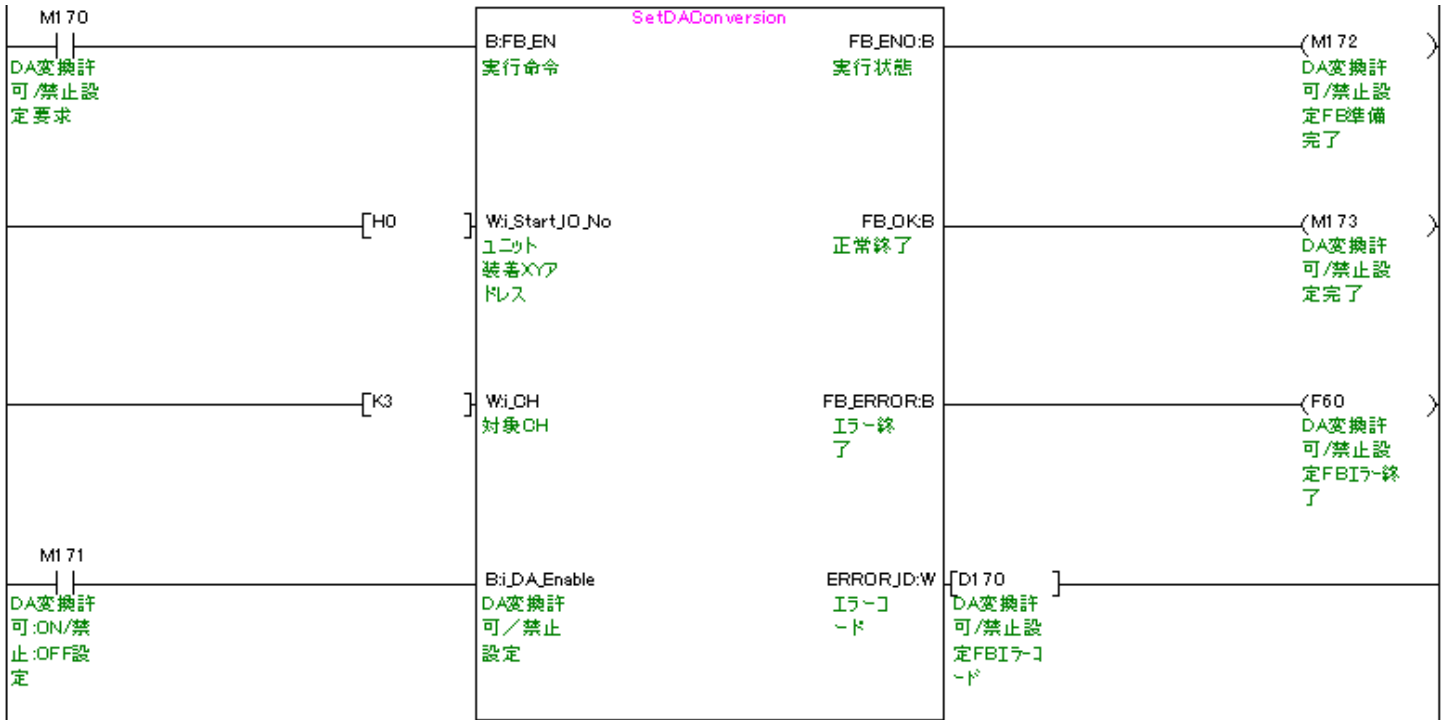 M170
SetDAConversion
B:FB_EN
FB_ENO:B
(M172 )
DA変換許
可/禁止設
定要求
実行命令
実行状態
DA変換許
可/禁止設
定FB準備
完了
[H0 ]
W:i_Start_IO_No
FB_OK:B
(M173 )
ユニット
装着XYア
ドレス
正常終了
DA変換許
可/禁止設
定完了
[K3 ]
W:i_CH
FB_ERROR:B
(F60 )
対象CH
エラー終
了
DA変換許
可/禁止設
定FBエラー終
了
M171
B:i_DA_Enable
ERROR_ID:W
[D170 ]
DA変換許
可:ON/禁
止:OFF設
定
DA変換許
可/禁止
設定
エラーコ
ード
DA変換許
可/禁止設
定FBエラーコ
ード